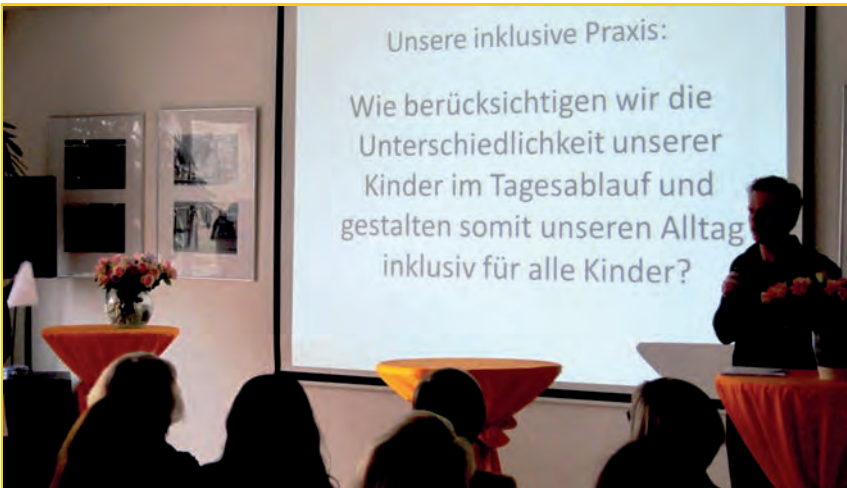 Unsere inklusive Praxis:
Wie berücksichtigen wir die
Unterschiedlichkeit unserer
Kinder im Tagesablauf und
gestalten somit unseren Alltag
inklusiv für alle Kinder?